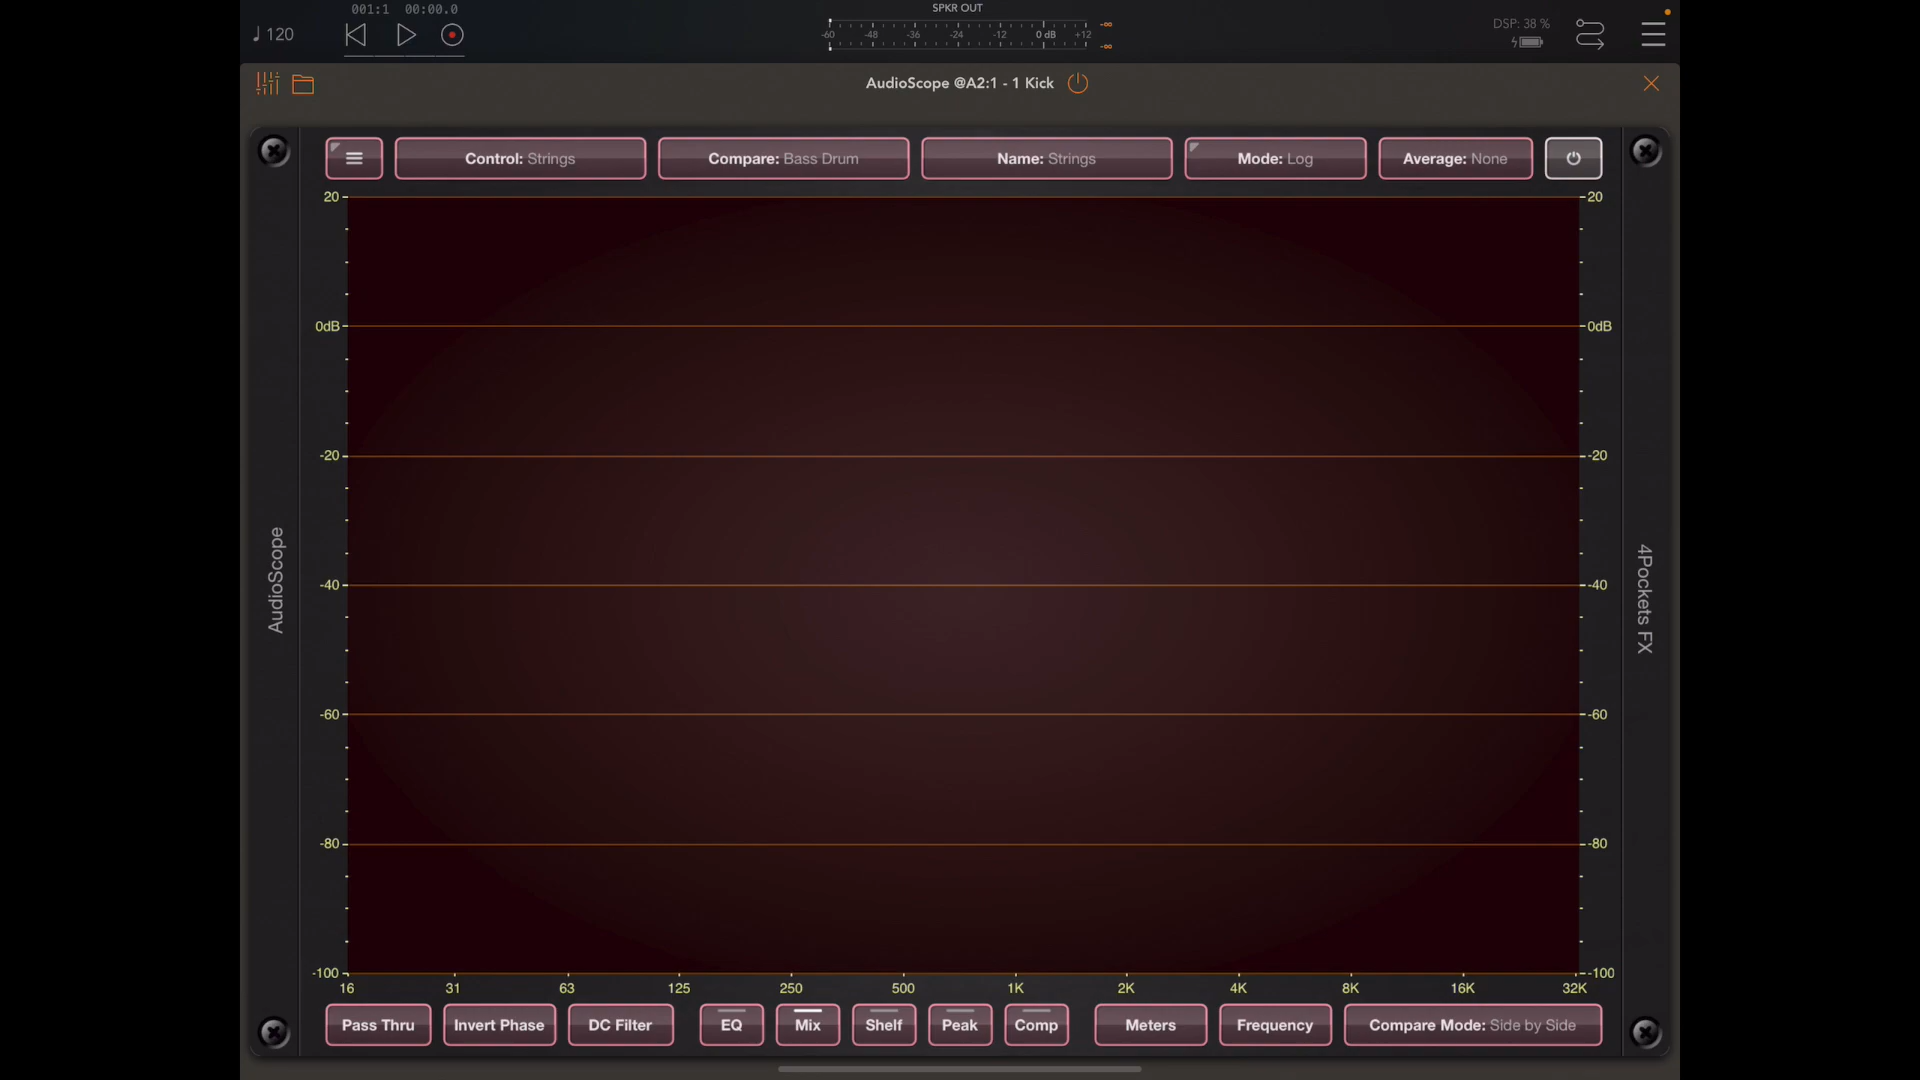 001:1 00:00.0
♩ 120
SPKR OUT
-60 -48 -36 -24 -12 0 dB +12
-∞
-∞
DSP: 38 %
AudioScope @A2:1 - 1 Kick
Control: Strings
Compare: Bass Drum
Name: Strings
Mode: Log
Average: None
20 20
0dB 0dB
-20 -20
-40 -40
AudioScope
4Pockets FX
-60 -60
-80 -80
-100 -100
16 31 63 125 250 500 1K 2K 4K 8K 16K 32K
Pass Thru
Invert Phase
DC Filter
EQ
Mix
Shelf
Peak
Comp
Meters
Frequency
Compare Mode: Side by Side